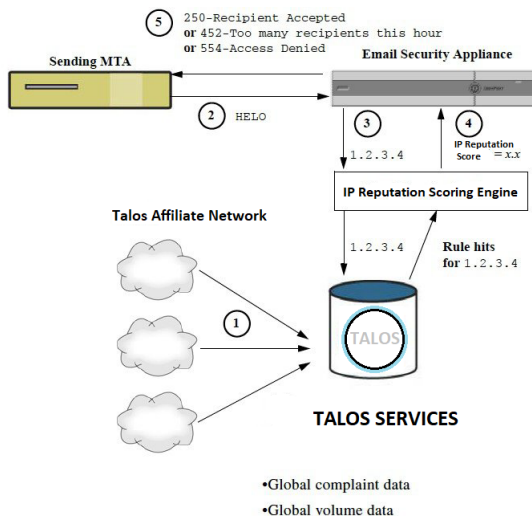 5
250-Recipient Accepted
or 452-Too many recipients this hour
or 554-Access Denied
Sending MTA
Email Security Appliance
2 HELO
3
4
1.2.3.4
IP Reputation
Score = x.x
IP Reputation Scoring Engine
Talos Affiliate Network
1.2.3.4
Rule hits
for 1.2.3.4
1
TALOS
TALOS SERVICES
•Global complaint data
•Global volume data